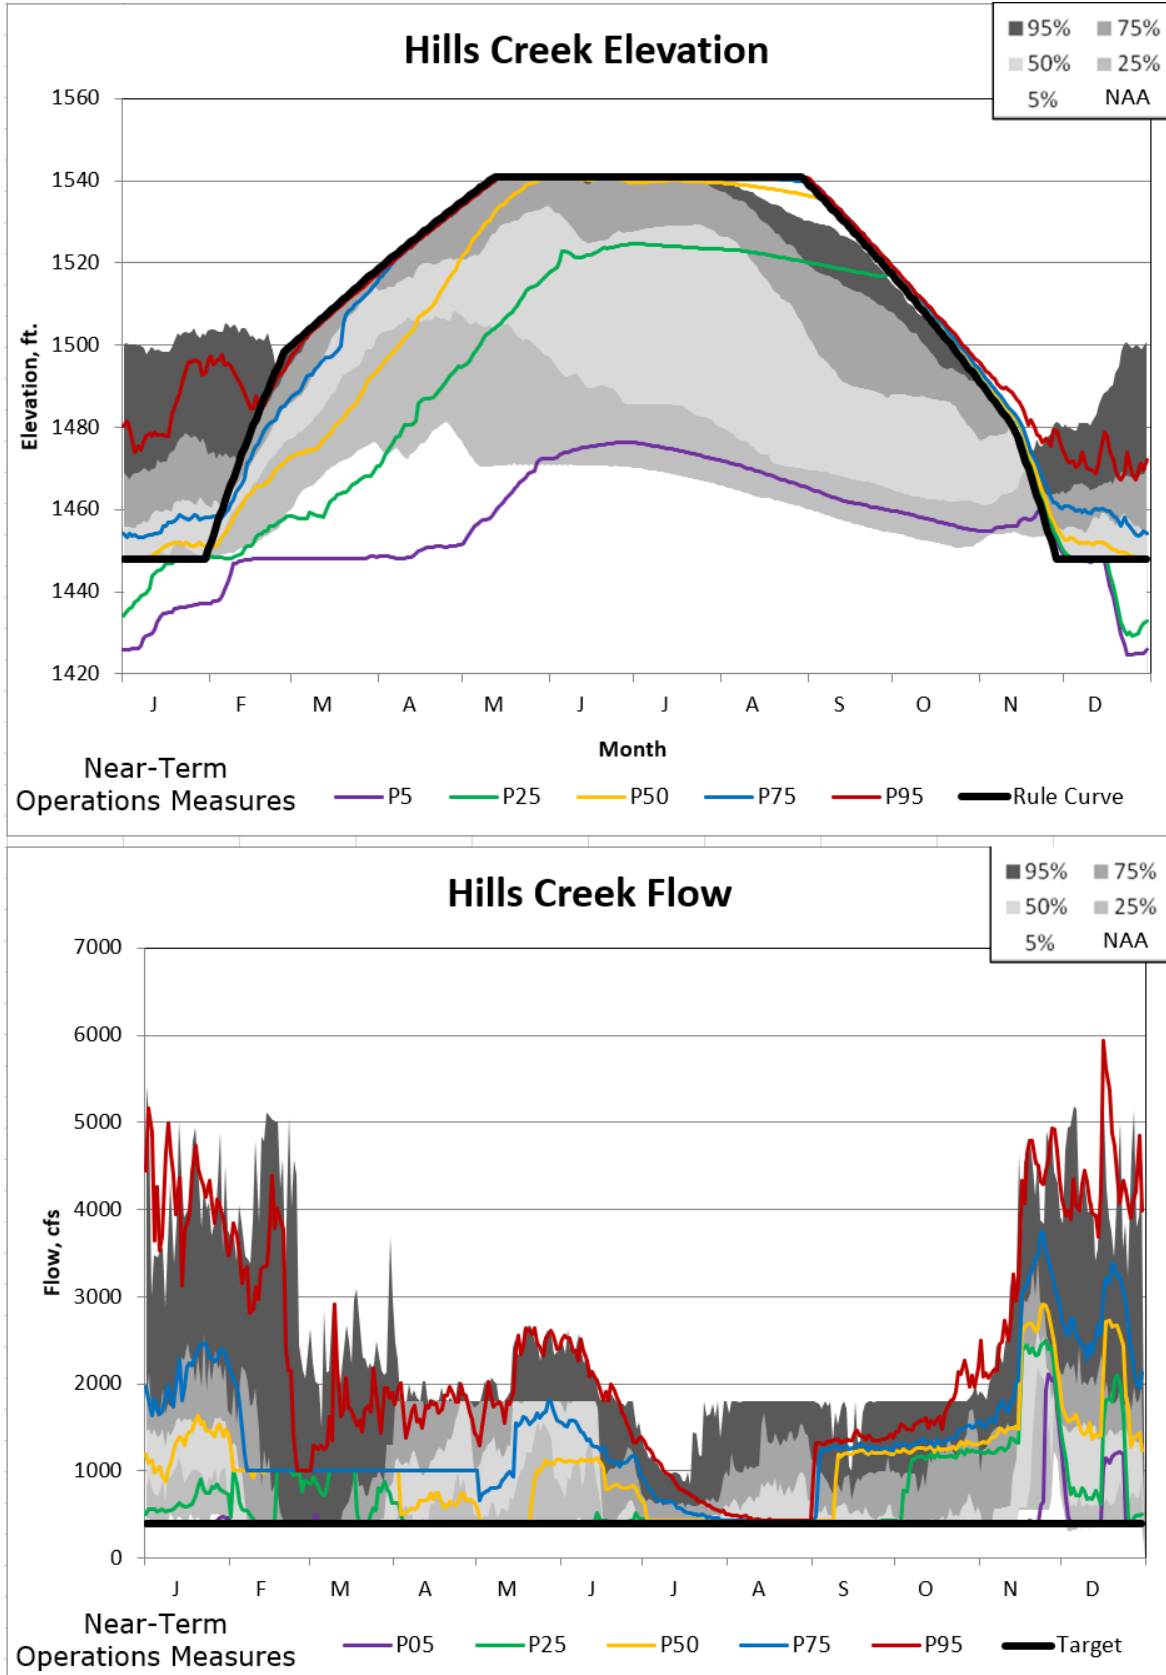 Hills Creek Elevation
95% 75%
50% 25%
5% NAA
Elevation, ft.
1560
1540
1520
1500
1480
1460
1440
1420
J F M A M J J A S O N D
Month
Near-Term
Operations Measures
P5 P25 P50 P75 P95 Rule Curve
Hills Creek Flow
95% 75%
50% 25%
5% NAA
Flow, cfs
7000
6000
5000
4000
3000
2000
1000
0
J F M A M J J A S O N D
Near-Term
Operations Measures
P05 P25 P50 P75 P95 Target